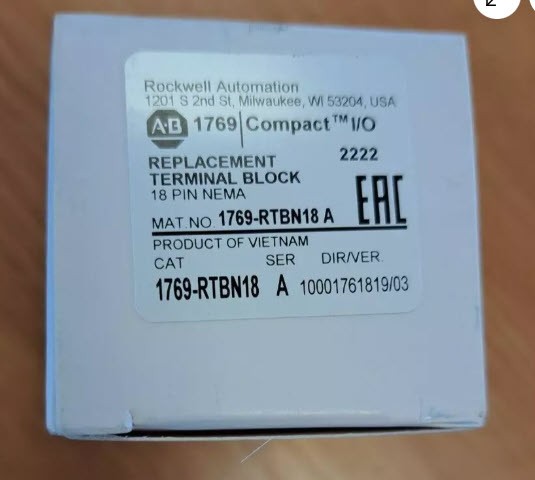 Rockwell Automation
1201 S 2nd St, Milwaukee, WI 53204, USA
A·B 1769 Compact™ I/O
REPLACEMENT 2222
TERMINAL BLOCK
18 PIN NEMA
EAC
MAT.NO 1769-RTBN18 A
PRODUCT OF VIETNAM
CAT SER DIR/VER.
1769-RTBN18 A 10001761819/03